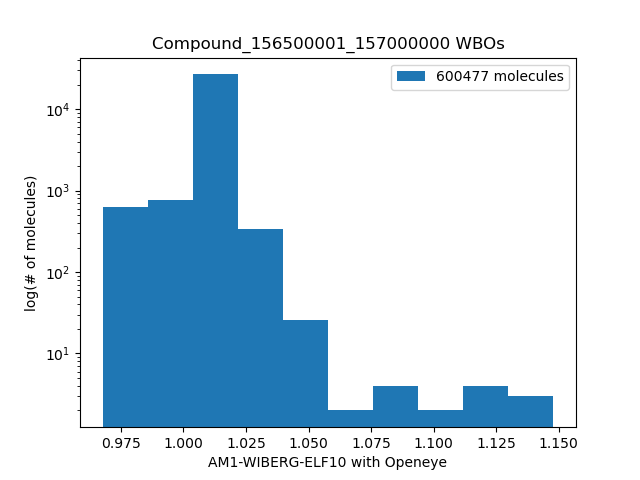 Compound_156500001_157000000 WBOs
600477 molecules
log(# of molecules)
10⁴
10³
10²
10¹
0.975 1.000 1.025 1.050 1.075 1.100 1.125 1.150
AM1-WIBERG-ELF10 with Openeye